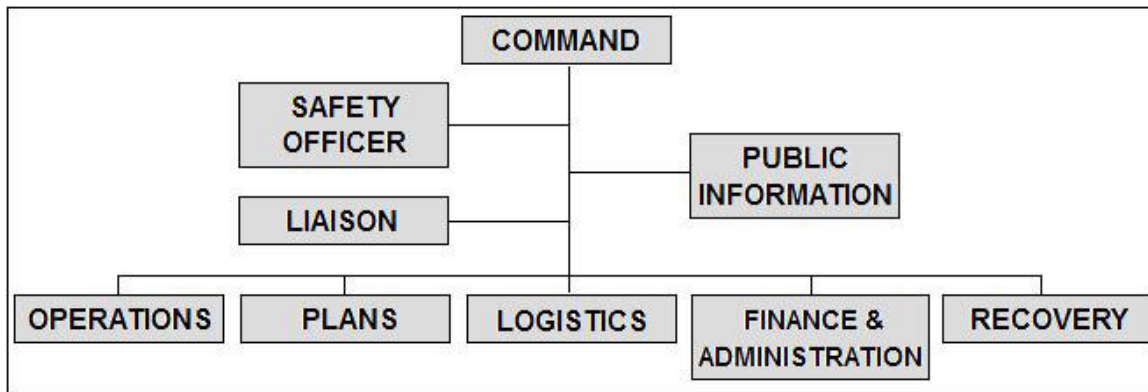 COMMAND
SAFETY
OFFICER
PUBLIC
INFORMATION
LIAISON
OPERATIONS
PLANS
LOGISTICS
FINANCE &
ADMINISTRATION
RECOVERY